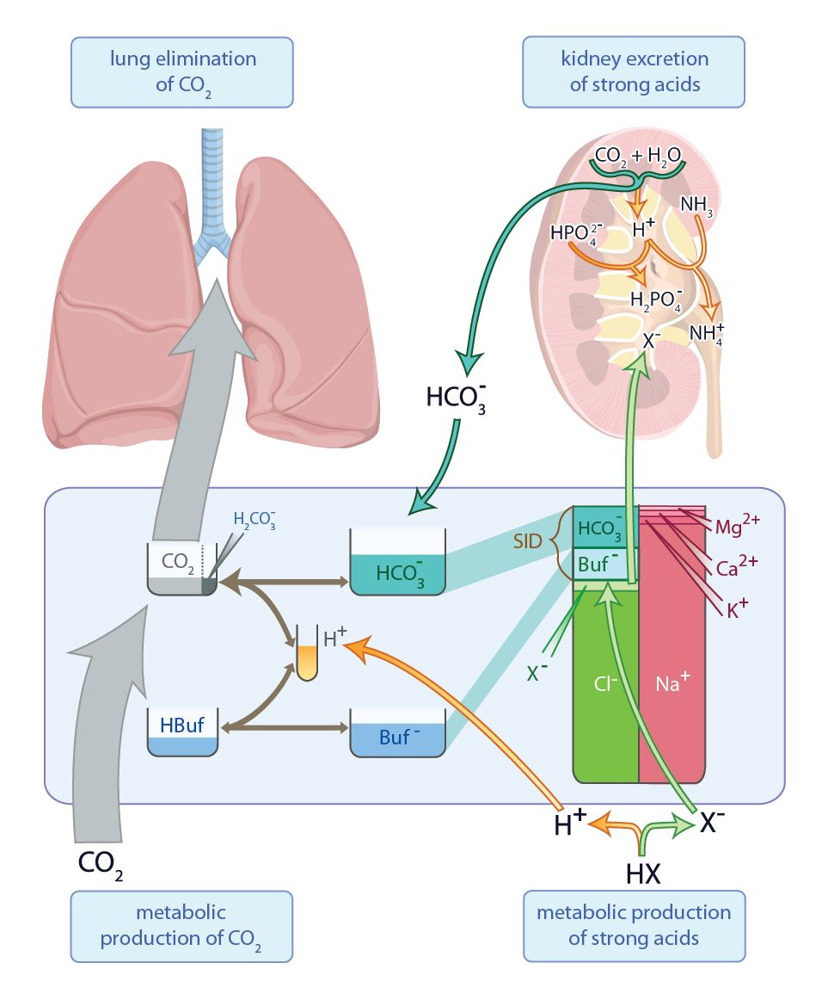 lung elimination
of CO₂
kidney excretion
of strong acids
CO₂ + H₂O
NH₃
HPO₄²⁻
H⁺
H₂PO₄⁻
NH₄⁺
X⁻
HCO₃⁻
H₂CO₃⁻
CO₂
HCO₃⁻
SID
HCO₃⁻
Buf⁻
Mg²⁺
Ca²⁺
K⁺
H⁺
X⁻
Cl⁻
Na⁺
HBuf
Buf⁻
H⁺
X⁻
CO₂
HX
metabolic
production of CO₂
metabolic production
of strong acids